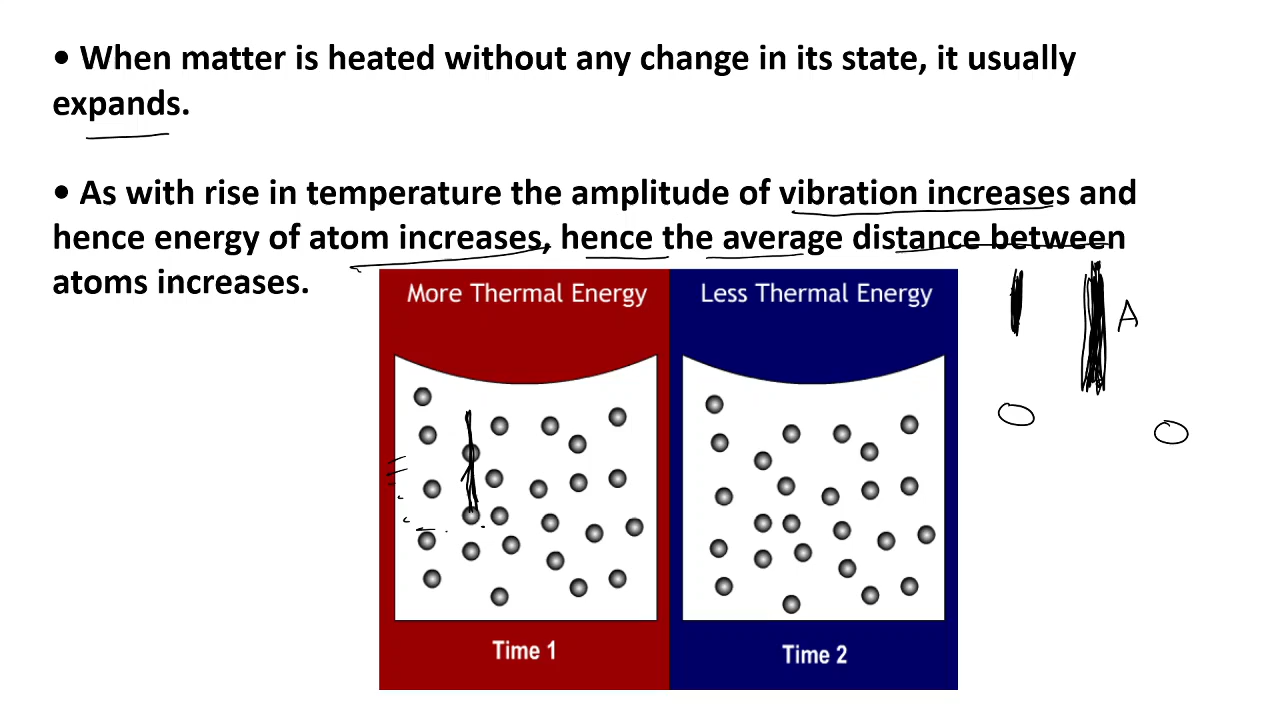 • When matter is heated without any change in its state, it usually
expands.
• As with rise in temperature the amplitude of vibration increases and
hence energy of atom increases, hence the average distance between
atoms increases.
More Thermal Energy
Less Thermal Energy
A
Time 1
Time 2